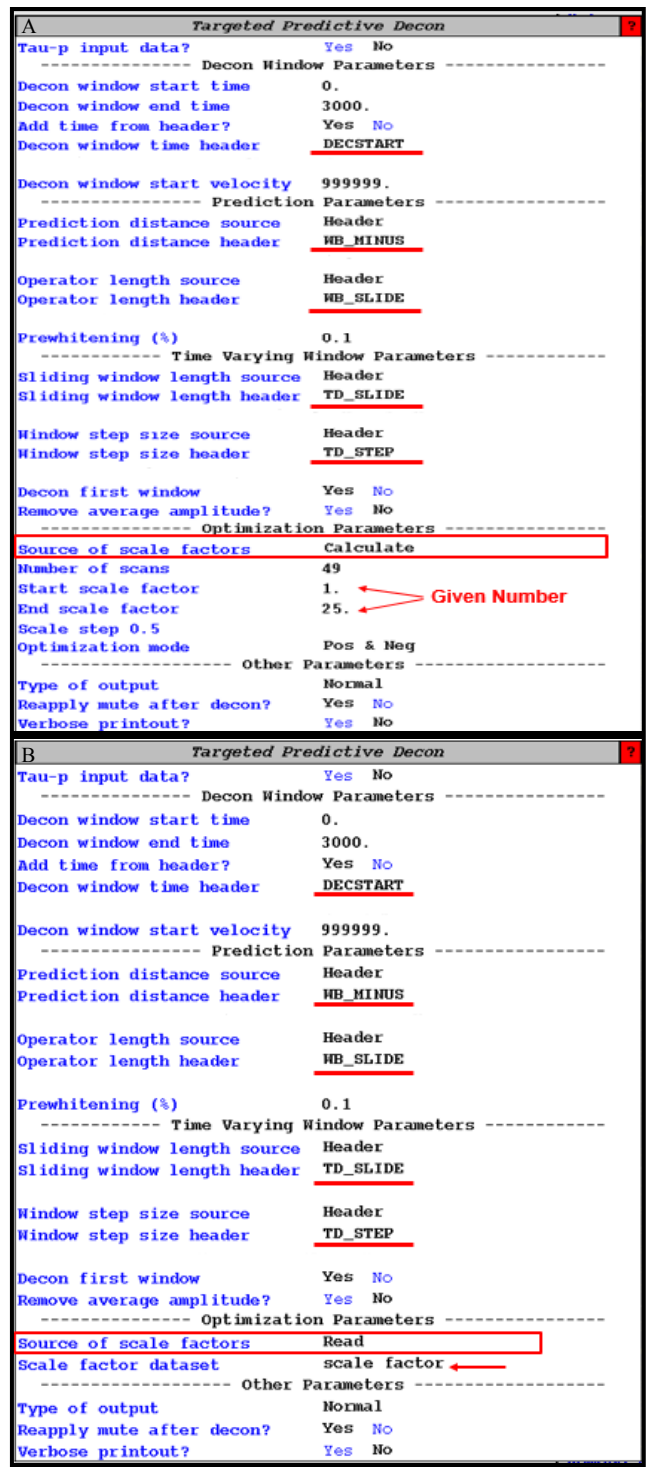 A Targeted Predictive Decon ?
Tau-p input data? Yes No
--------------- Decon Window Parameters ----------------
Decon window start time 0.
Decon window end time 3000.
Add time from header? Yes No
Decon window time header DECSTART
Decon window start velocity 999999.
---------------- Prediction Parameters -----------------
Prediction distance source Header
Prediction distance header WB_MINUS
Operator length source Header
Operator length header WB_SLIDE
Prewhitening (%) 0.1
------------ Time Varying Window Parameters ------------
Sliding window length source Header
Sliding window length header TD_SLIDE
Window step size source Header
Window step size header TD_STEP
Decon first window Yes No
Remove average amplitude? Yes No
--------------- Optimization Parameters ----------------
Source of scale factors Calculate
Number of scans 49
Start scale factor 1.
Given Number
End scale factor 25.
Scale step 0.5
Optimization mode Pos & Neg
------------------- Other Parameters -------------------
Type of output Normal
Reapply mute after decon? Yes No
Verbose printout? Yes No
B Targeted Predictive Decon ?
Tau-p input data? Yes No
--------------- Decon Window Parameters ----------------
Decon window start time 0.
Decon window end time 3000.
Add time from header? Yes No
Decon window time header DECSTART
Decon window start velocity 999999.
---------------- Prediction Parameters -----------------
Prediction distance source Header
Prediction distance header WB_MINUS
Operator length source Header
Operator length header WB_SLIDE
Prewhitening (%) 0.1
------------ Time Varying Window Parameters ------------
Sliding window length source Header
Sliding window length header TD_SLIDE
Window step size source Header
Window step size header TD_STEP
Decon first window Yes No
Remove average amplitude? Yes No
--------------- Optimization Parameters ----------------
Source of scale factors Read
Scale factor dataset scale factor
------------------- Other Parameters -------------------
Type of output Normal
Reapply mute after decon? Yes No
Verbose printout? Yes No